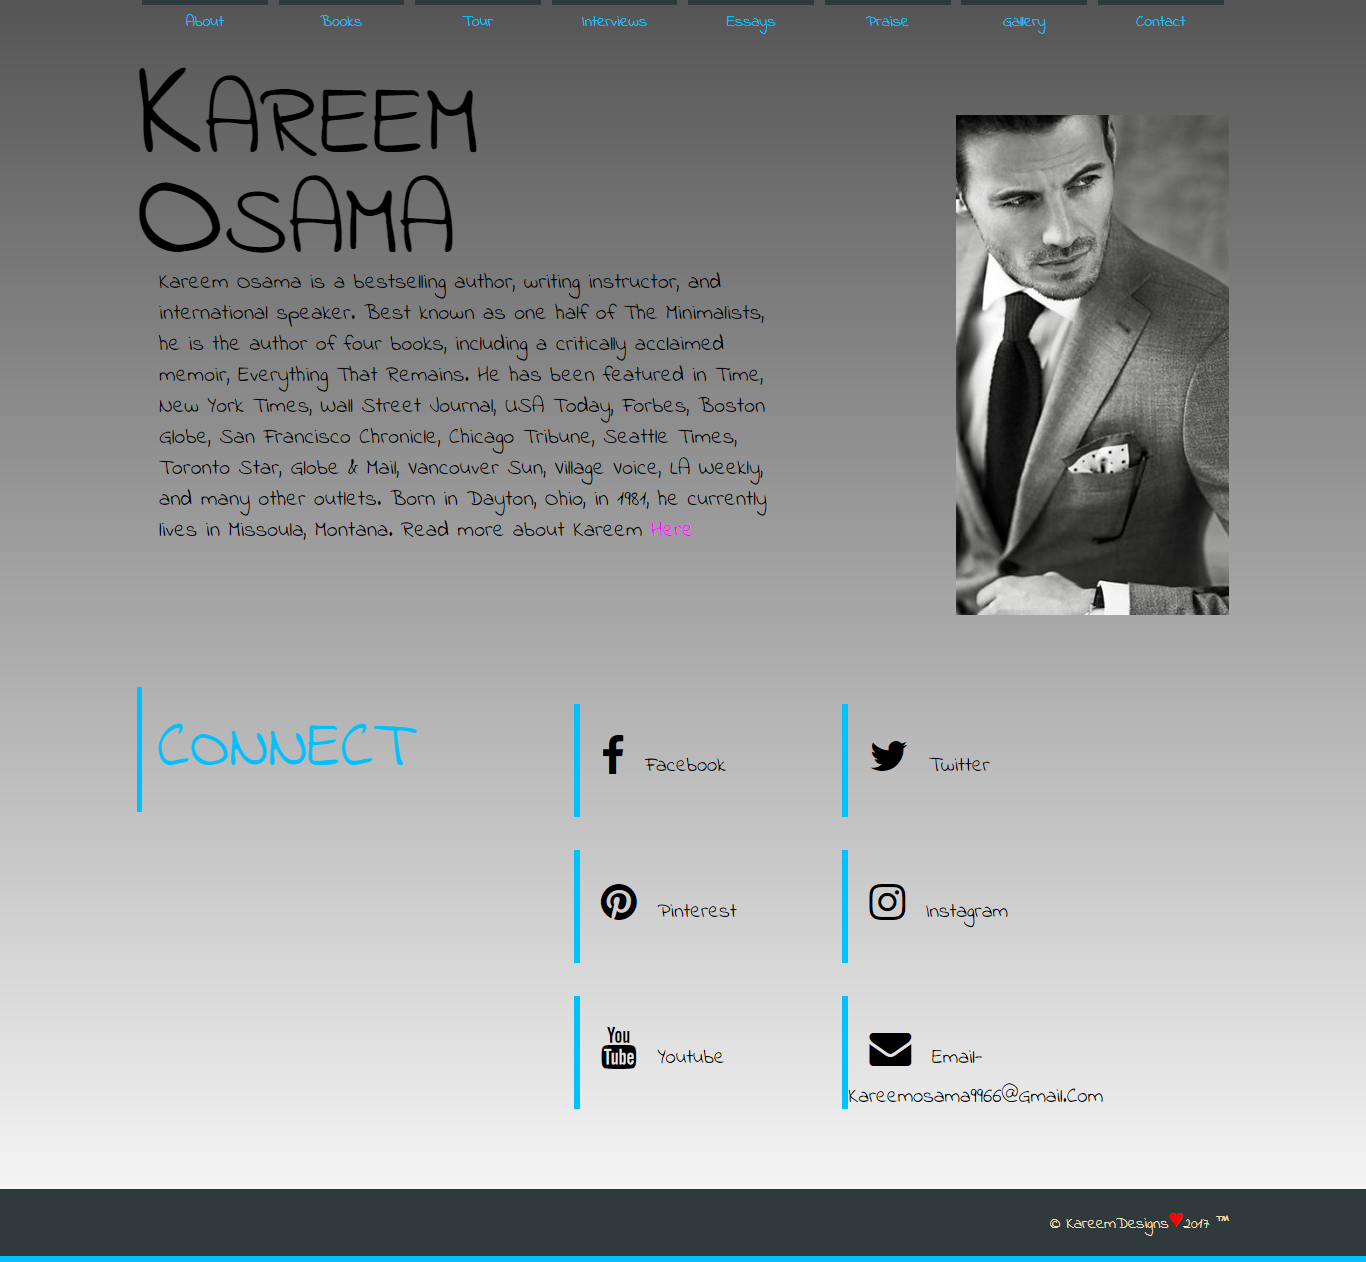 About Books Tour Interviews Essays Praise Gallery Contact
Kareem
Osama
Kareem Osama is a bestselling author, writing instructor, and
international speaker. Best known as one half of The Minimalists,
he is the author of four books, including a critically acclaimed
memoir, Everything That Remains. He has been featured in Time,
New York Times, Wall Street Journal, USA Today, Forbes, Boston
Globe, San Francisco Chronicle, Chicago Tribune, Seattle Times,
Toronto Star, Globe & Mail, Vancouver Sun, Village Voice, LA Weekly,
and many other outlets. Born in Dayton, Ohio, in 1981, he currently
lives in Missoula, Montana. Read more about Kareem Here
CONNECT
Facebook Twitter
Pinterest Instagram
You
Tube Youtube Email-
Kareemosama9966@Gmail.Com
© KareemDesigns♥2017 ™